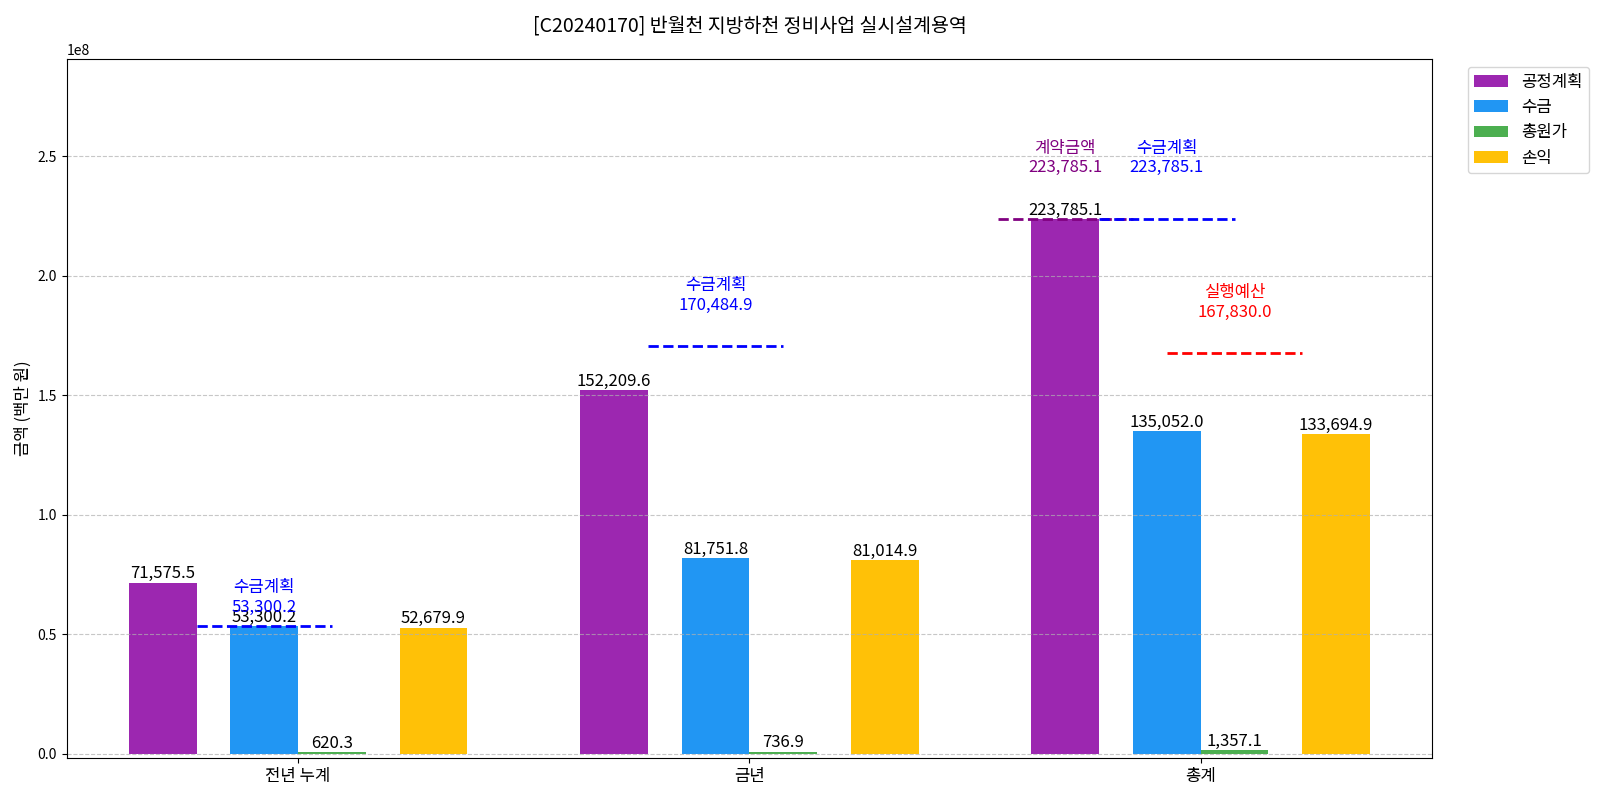 [C20240170] 반월천 지방하천 정비사업 실시설계용역
1e8
금액 (백만 원)
2.5
2.0
1.5
1.0
0.5
0.0
71,575.5
수금계획
53,300.2
53,300.2
620.3
52,679.9
152,209.6
수금계획
170,484.9
81,751.8
736.9
81,014.9
계약금액
223,785.1
수금계획
223,785.1
223,785.1
실행예산
167,830.0
135,052.0
1,357.1
133,694.9
전년 누계
금년
총계
공정계획
수금
총원가
손익